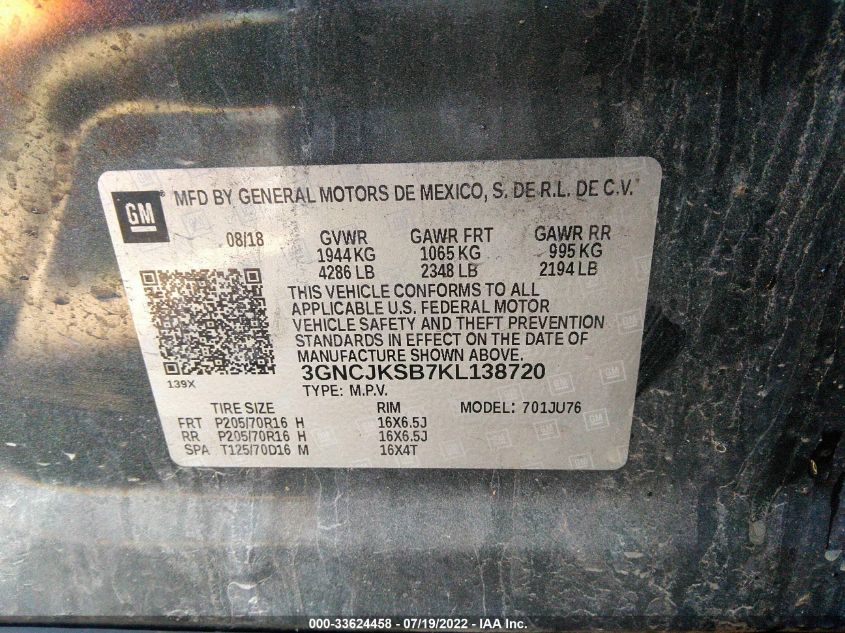 GM
MFD BY GENERAL MOTORS DE MEXICO, S. DE R.L. DE C.V.
08/18 GVWR GAWR FRT GAWR RR
1944 KG 1065 KG 995 KG
4286 LB 2348 LB 2194 LB
THIS VEHICLE CONFORMS TO ALL
APPLICABLE U.S. FEDERAL MOTOR
VEHICLE SAFETY AND THEFT PREVENTION
STANDARDS IN EFFECT ON THE DATE OF
MANUFACTURE SHOWN ABOVE.
139X
3GNCJKSB7KL138720
TYPE: M.P.V.
TIRE SIZE RIM MODEL: 701JU76
FRT P205/70R16 H 16X6.5J
RR P205/70R16 H 16X6.5J
SPA T125/70D16 M 16X4T
000-33624458 - 07/19/2022 - IAA Inc.